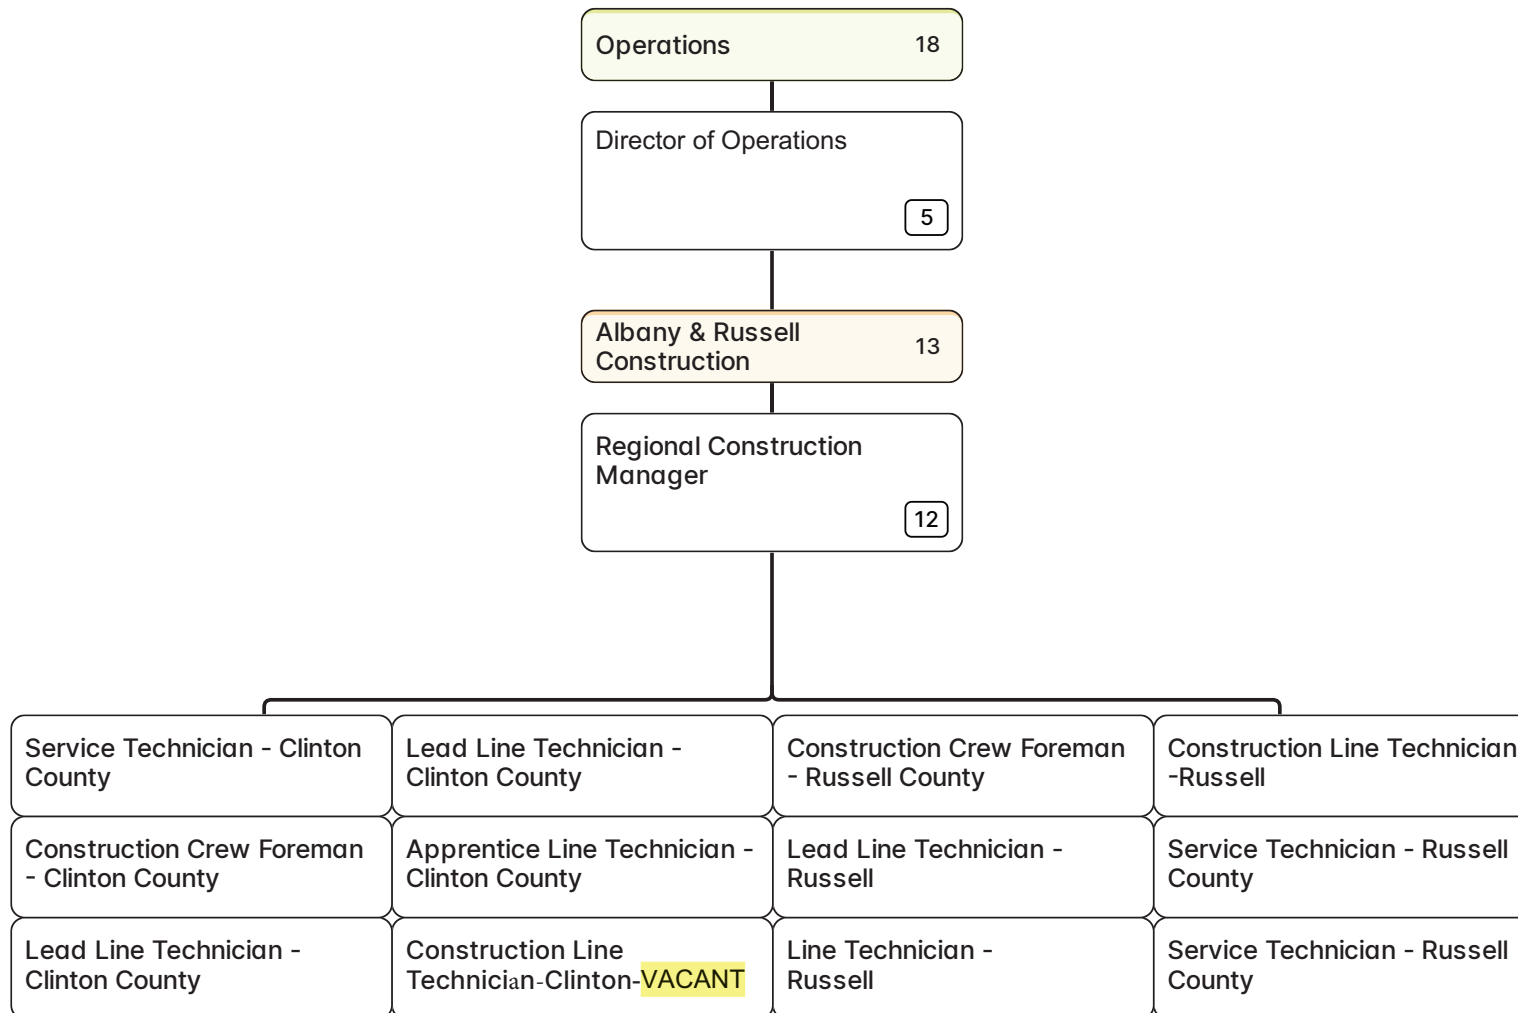 Operations 18
Director of Operations
5
Albany & Russell
Construction
13
Regional Construction
Manager
12
Service Technician - Clinton
County
Lead Line Technician -
Clinton County
Construction Crew Foreman
- Russell County
Construction Line Technician
-Russell
Construction Crew Foreman
- Clinton County
Apprentice Line Technician -
Clinton County
Lead Line Technician -
Russell
Service Technician - Russell
County
Lead Line Technician -
Clinton County
Construction Line
Technician-Clinton-VACANT
Line Technician -
Russell
Service Technician - Russell
County